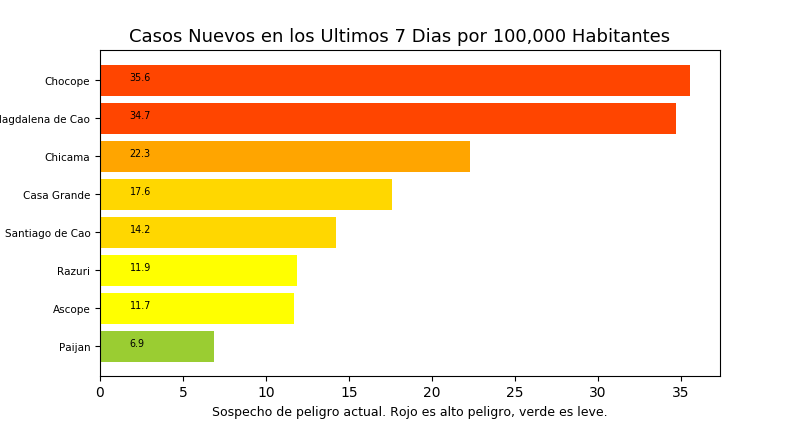 Casos Nuevos en los Ultimos 7 Dias por 100,000 Habitantes
Chocope 35.6
agdalena de Cao 34.7
Chicama 22.3
Casa Grande 17.6
Santiago de Cao 14.2
Razuri 11.9
Ascope 11.7
Paijan 6.9
0 5 10 15 20 25 30 35
Sospecho de peligro actual. Rojo es alto peligro, verde es leve.